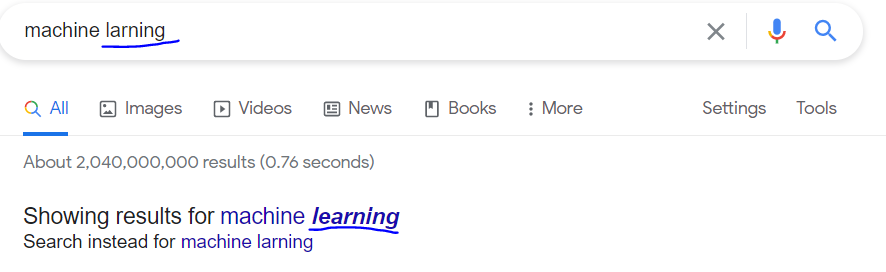 machine larning
All Images Videos News Books More Settings Tools
About 2,040,000,000 results (0.76 seconds)
Showing results for machine learning
Search instead for machine larning